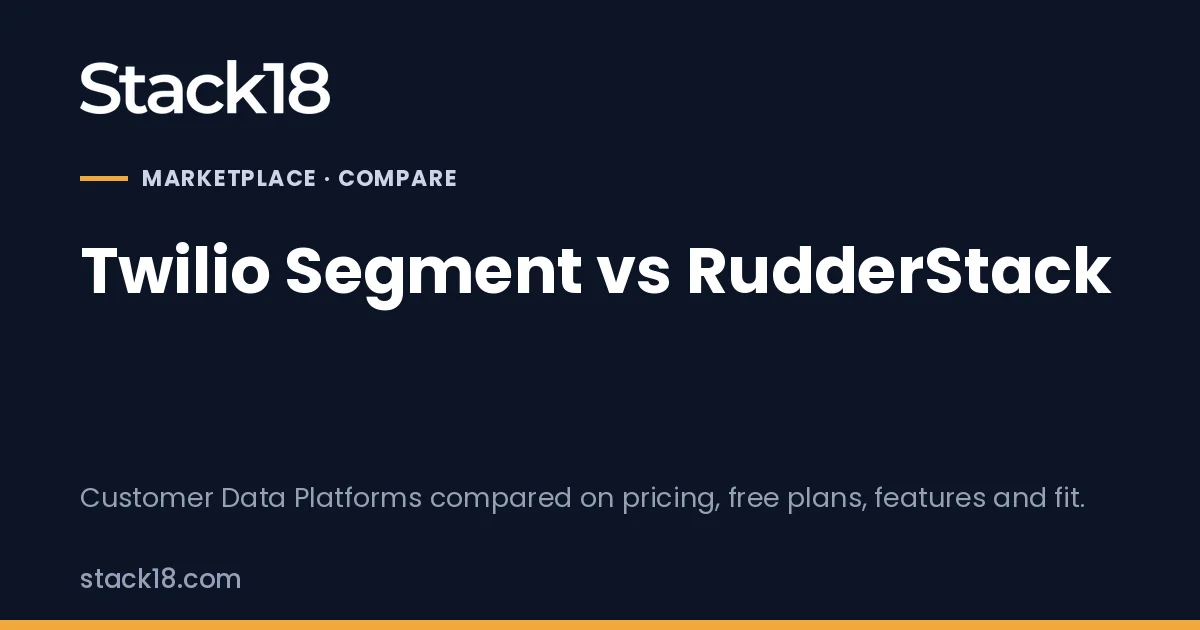 Stack18
MARKETPLACE · COMPARE
Twilio Segment vs RudderStack
Customer Data Platforms compared on pricing, free plans, features and fit.
stack18.com